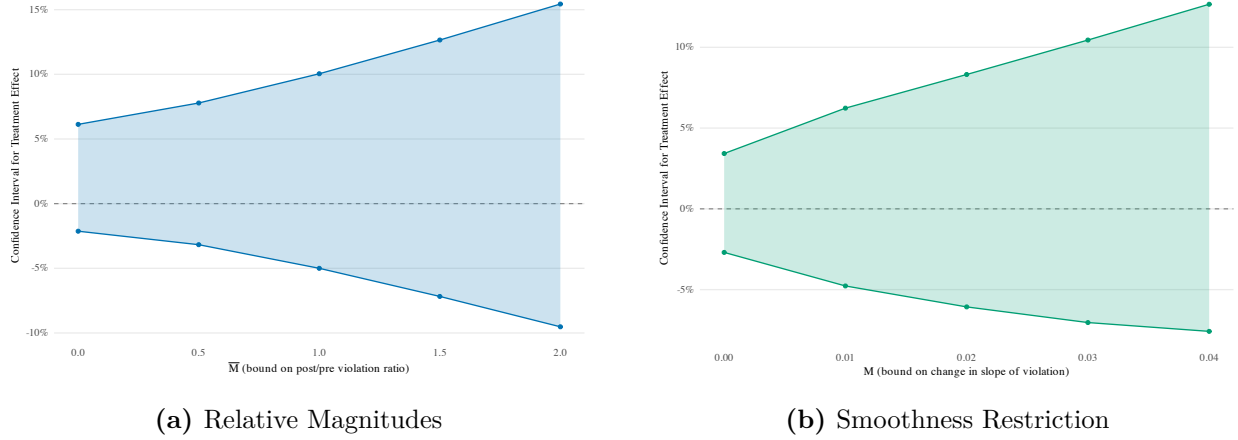 15%
10%
5%
0%
-5%
-10%
Confidence Interval for Treatment Effect
0.0 0.5 1.0 1.5 2.0
M̅ (bound on post/pre violation ratio)
(a) Relative Magnitudes
10%
5%
0%
-5%
Confidence Interval for Treatment Effect
0.00 0.01 0.02 0.03 0.04
M (bound on change in slope of violation)
(b) Smoothness Restriction